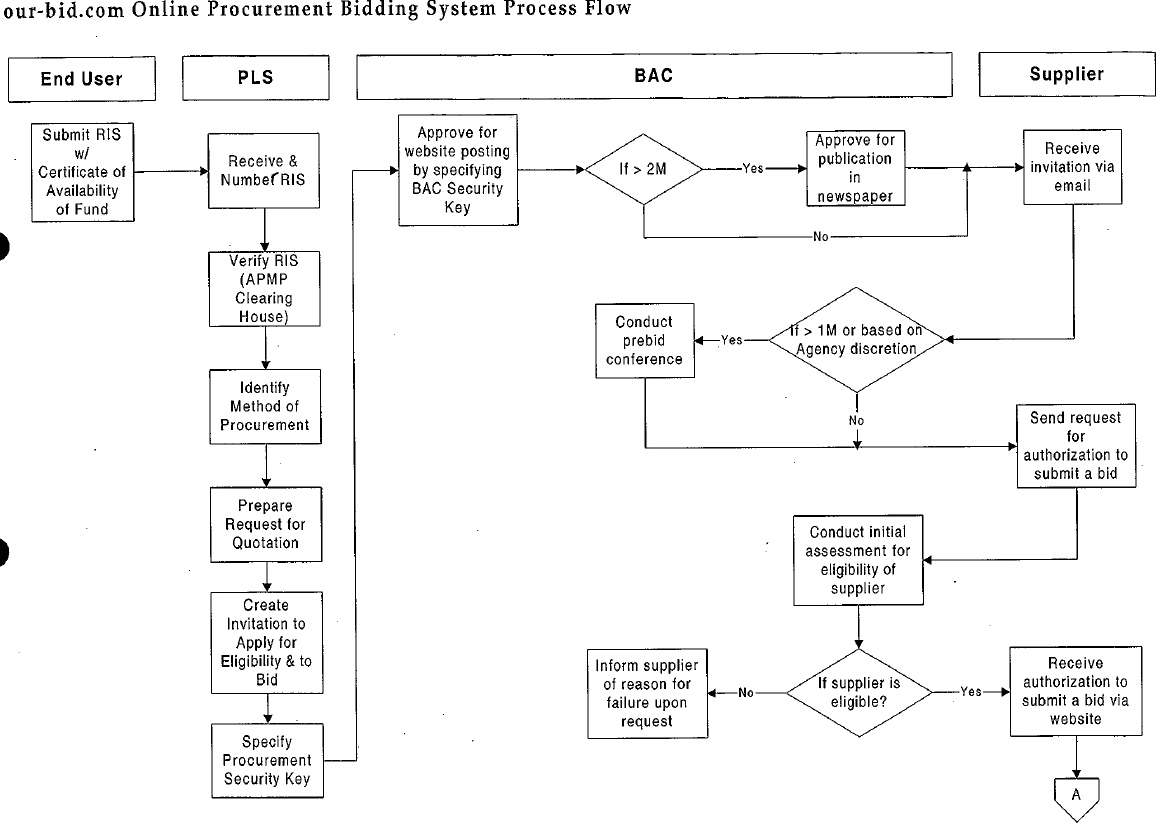 our-bid.com Online Procurement Bidding System Process Flow
End User
PLS
BAC
Supplier
Submit RIS
w/
Certificate of
Availability
of Fund
Receive &
Number RIS
Verify RIS
(APMP
Clearing
House)
Identify
Method of
Procurement
Prepare
Request for
Quotation
Create
Invitation to
Apply for
Eligibility & to
Bid
Specify
Procurement
Security Key
Approve for
website posting
by specifying
BAC Security
Key
If > 2M
Yes
No
Approve for
publication
in
newspaper
Receive
invitation via
email
If > 1M or based on
Agency discretion
Yes
No
Conduct
prebid
conference
Send request
for
authorization to
submit a bid
Conduct initial
assessment for
eligibility of
supplier
If supplier is
eligible?
No
Yes
Inform supplier
of reason for
failure upon
request
Receive
authorization to
submit a bid via
website
A